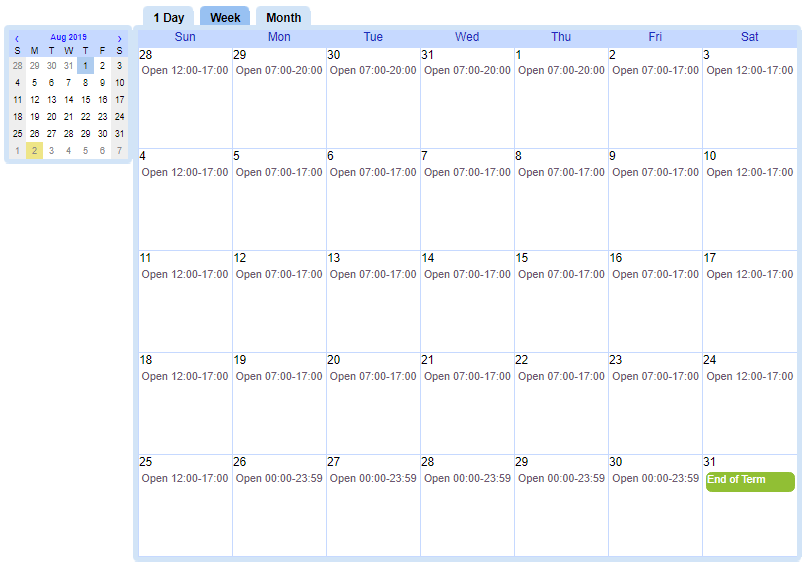 1 Day Week Month
‹ Aug 2019 ›
S M T W T F S
28 29 30 31 1 2 3
4 5 6 7 8 9 10
11 12 13 14 15 16 17
18 19 20 21 22 23 24
25 26 27 28 29 30 31
1 2 3 4 5 6 7
Sun Mon Tue Wed Thu Fri Sat
28 29 30 31 1 2 3
Open 12:00-17:00 Open 07:00-20:00 Open 07:00-20:00 Open 07:00-20:00 Open 07:00-20:00 Open 07:00-20:00 Open 12:00-17:00
4 5 6 7 8 9 10
Open 12:00-17:00 Open 07:00-17:00 Open 07:00-17:00 Open 07:00-17:00 Open 07:00-17:00 Open 07:00-17:00 Open 12:00-17:00
11 12 13 14 15 16 17
Open 12:00-17:00 Open 07:00-17:00 Open 07:00-17:00 Open 07:00-17:00 Open 07:00-17:00 Open 07:00-17:00 Open 12:00-17:00
18 19 20 21 22 23 24
Open 12:00-17:00 Open 07:00-17:00 Open 07:00-17:00 Open 07:00-17:00 Open 07:00-17:00 Open 07:00-17:00 Open 12:00-17:00
25 26 27 28 29 30 31
Open 12:00-17:00 Open 00:00-23:59 Open 00:00-23:59 Open 00:00-23:59 Open 00:00-23:59 Open 00:00-23:59 End of Term